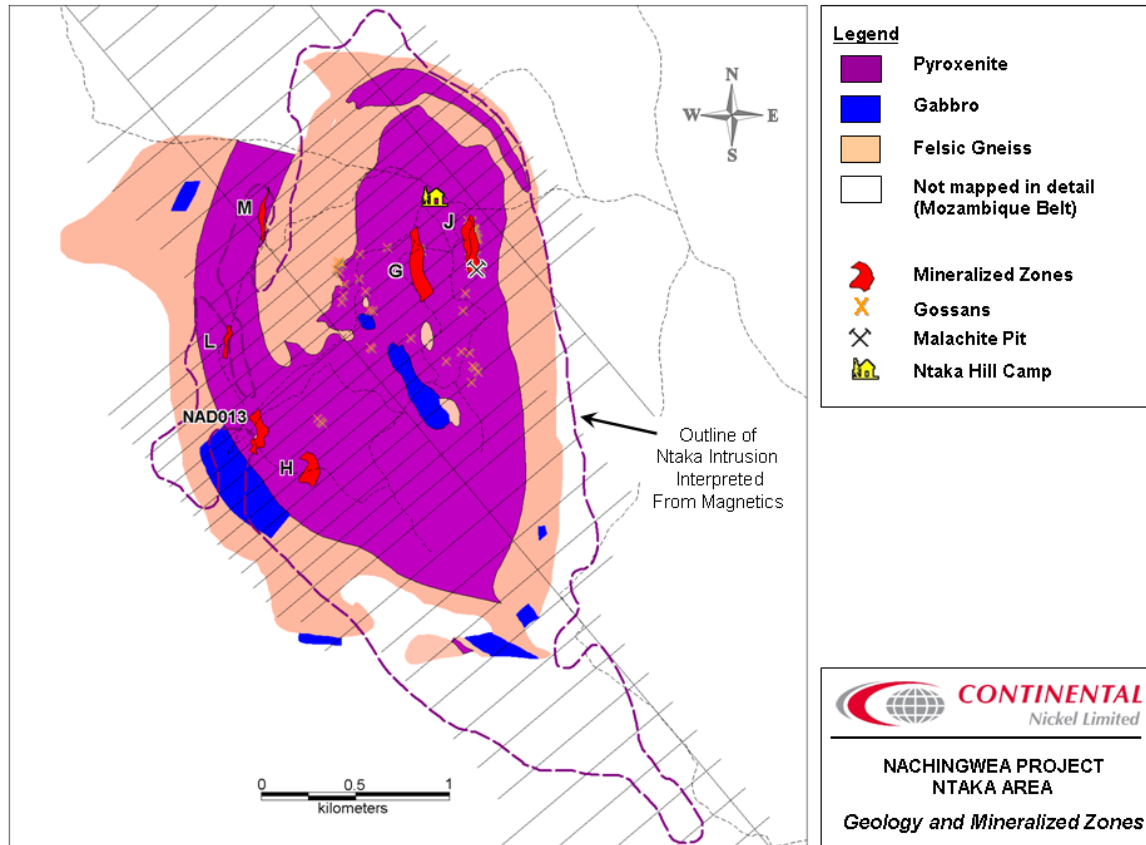 N
W E
S
M
J
G
L
NAD013
H
Outline of
Ntaka Intrusion
Interpreted
From Magnetics
0 0.5 1
kilometers
Legend
Pyroxenite
Gabbro
Felsic Gneiss
Not mapped in detail
(Mozambique Belt)
Mineralized Zones
Gossans
Malachite Pit
Ntaka Hill Camp
CONTINENTAL
Nickel Limited
NACHINGWEA PROJECT
NTAKA AREA
Geology and Mineralized Zones